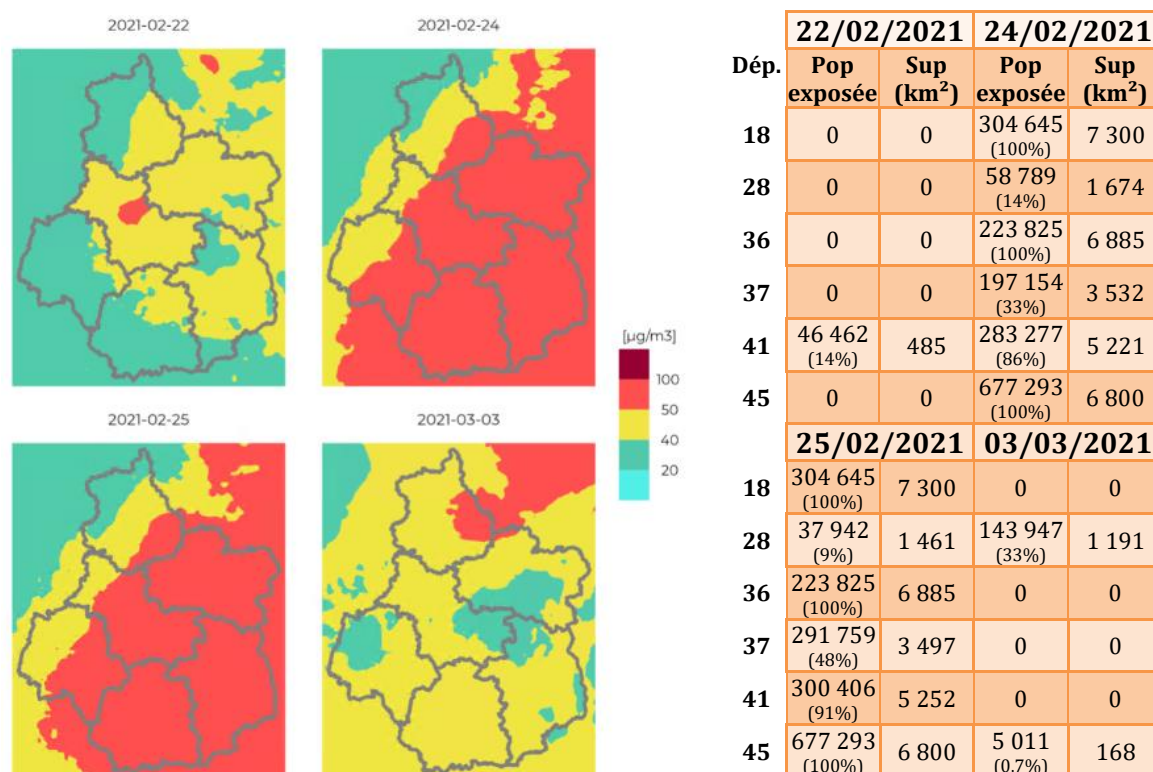 2021-02-22
2021-02-24
2021-02-25
2021-03-03
[µg/m3]
100
50
40
20
22/02/2021 24/02/2021
Dép. Pop exposée Sup (km²) Pop exposée Sup (km²)
18 0 0 304 645 (100%) 7 300
28 0 0 58 789 (14%) 1 674
36 0 0 223 825 (100%) 6 885
37 0 0 197 154 (33%) 3 532
41 46 462 (14%) 485 283 277 (86%) 5 221
45 0 0 677 293 (100%) 6 800
25/02/2021 03/03/2021
18 304 645 (100%) 7 300 0 0
28 37 942 (9%) 1 461 143 947 (33%) 1 191
36 223 825 (100%) 6 885 0 0
37 291 759 (48%) 3 497 0 0
41 300 406 (91%) 5 252 0 0
45 677 293 (100%) 6 800 5 011 (0.7%) 168